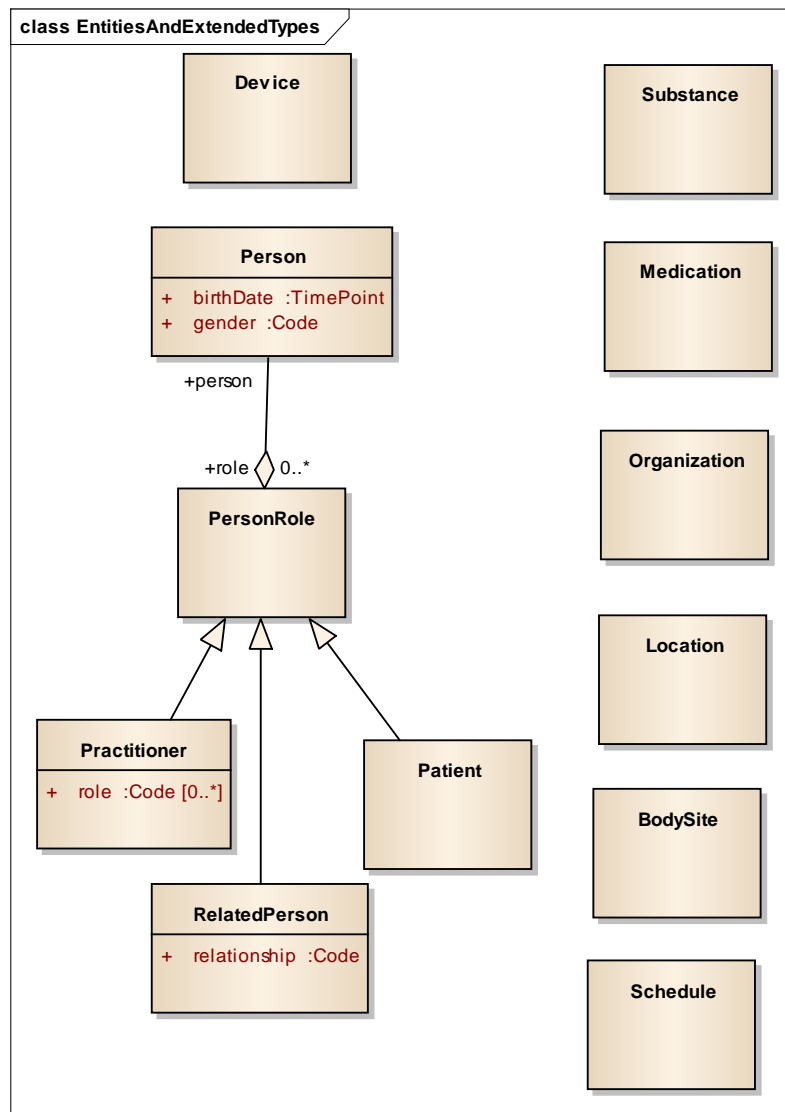 class EntitiesAndExtendedTypes
Device
Substance
Person
+ birthDate :TimePoint
+ gender :Code
Medication
+person
+role 0..*
Organization
PersonRole
Location
Practitioner
+ role :Code [0..*]
Patient
BodySite
RelatedPerson
+ relationship :Code
Schedule